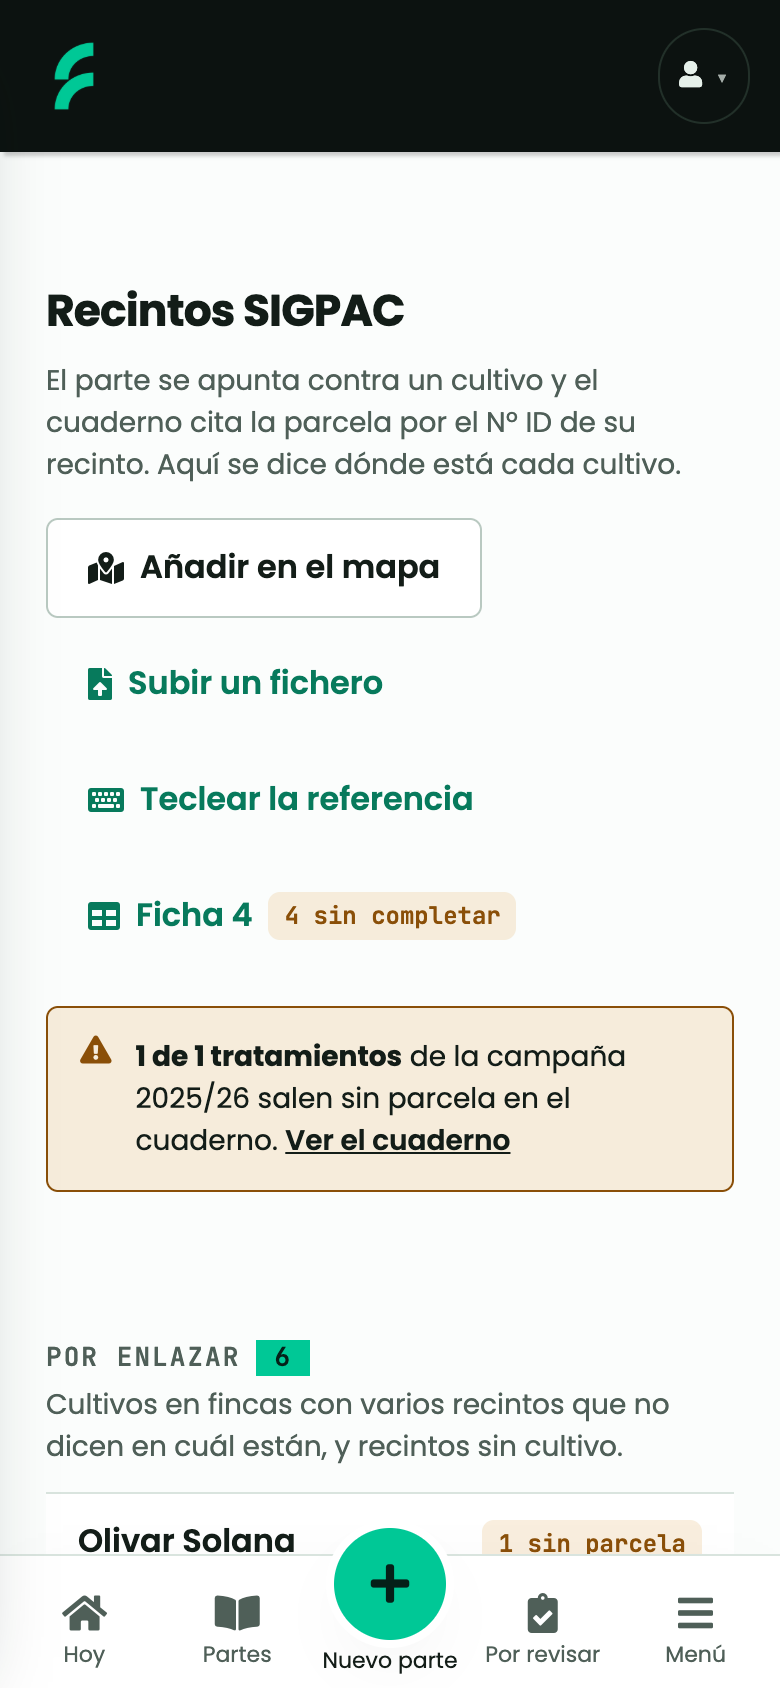 Recintos SIGPAC
El parte se apunta contra un cultivo y el
cuaderno cita la parcela por el Nº ID de su
recinto. Aquí se dice dónde está cada cultivo.
Añadir en el mapa
Subir un fichero
Teclear la referencia
Ficha 4 4 sin completar
1 de 1 tratamientos de la campaña
2025/26 salen sin parcela en el
cuaderno. Ver el cuaderno
POR ENLAZAR 6
Cultivos en fincas con varios recintos que no
dicen en cuál están, y recintos sin cultivo.
Olivar Solana 1 sin parcela
Hoy Partes Nuevo parte Por revisar Menú